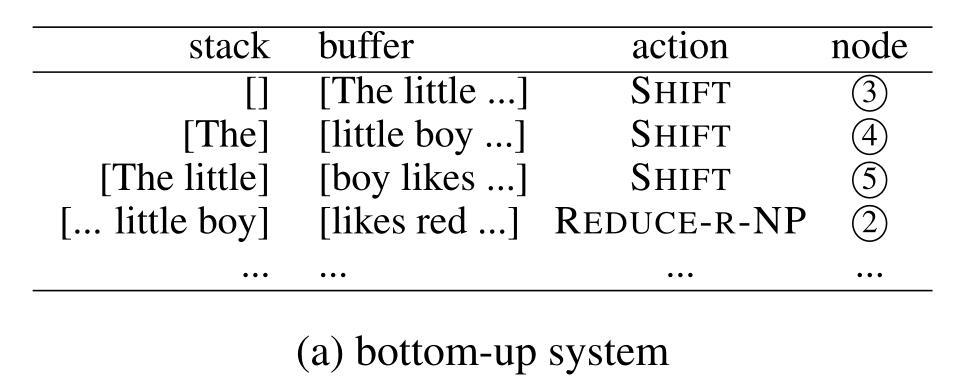 stack buffer action node
[] [The little ...] SHIFT ③
[The] [little boy ...] SHIFT ④
[The little] [boy likes ...] SHIFT ⑤
[... little boy] [likes red ...] REDUCE-R-NP ②
... ... ... ...
(a) bottom-up system